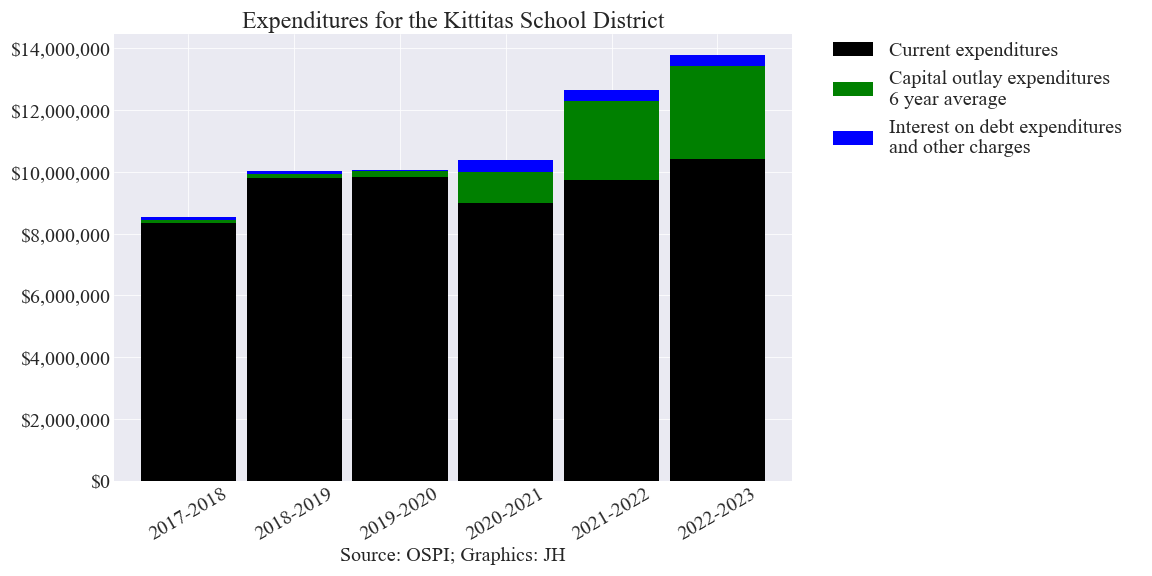 Expenditures for the Kittitas School District
$14,000,000
$12,000,000
$10,000,000
$8,000,000
$6,000,000
$4,000,000
$2,000,000
$0
2017-2018
2018-2019
2019-2020
2020-2021
2021-2022
2022-2023
Source: OSPI; Graphics: JH
Current expenditures
Capital outlay expenditures
6 year average
Interest on debt expenditures
and other charges